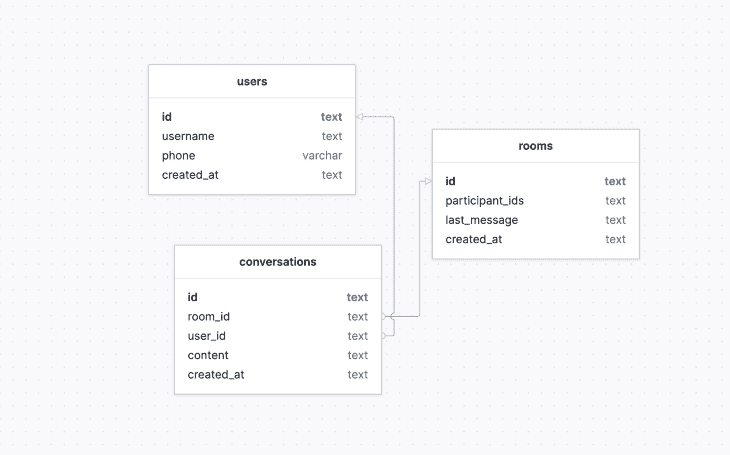 users
id text
username text
phone varchar
created_at text
rooms
id text
participant_ids text
last_message text
created_at text
conversations
id text
room_id text
user_id text
content text
created_at text